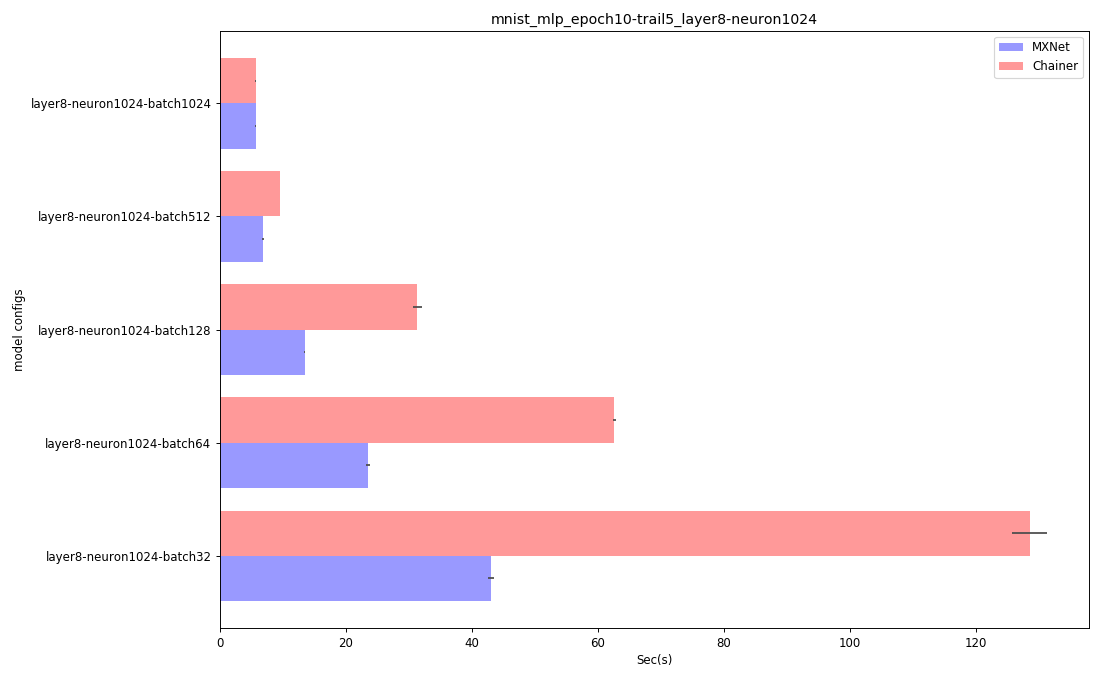 mnist_mlp_epoch10-trail5_layer8-neuron1024
MXNet
Chainer
model configs
layer8-neuron1024-batch1024
layer8-neuron1024-batch512
layer8-neuron1024-batch128
layer8-neuron1024-batch64
layer8-neuron1024-batch32
0 20 40 60 80 100 120
Sec(s)